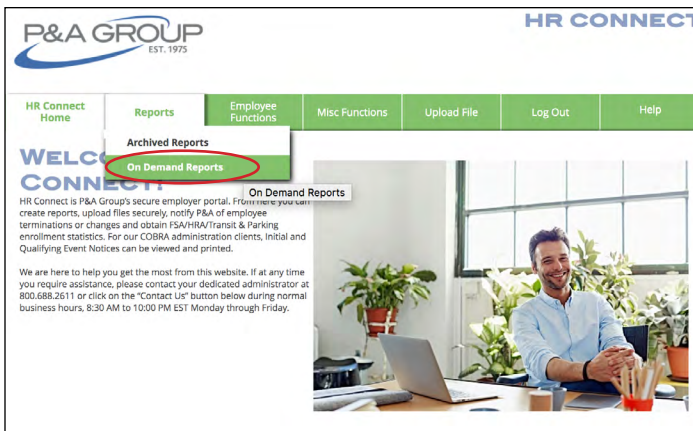 P&A GROUP
EST. 1975
HR CONNECT
HR Connect
Home
Reports
Employee
Functions
Misc Functions
Upload File
Log Out
Help
Archived Reports
On Demand Reports
On Demand Reports
WELC
CONNECT!
HR Connect is P&A Group's secure employer portal. From here you can
create reports, upload files securely, notify P&A of employee
terminations or changes and obtain FSA/HRA/Transit & Parking
enrollment statistics. For our COBRA administration clients, Initial and
Qualifying Event Notices can be viewed and printed.
We are here to help you get the most from this website. If at any time
you require assistance, please contact your dedicated administrator at
800.688.2611 or click on the "Contact Us" button below during normal
business hours, 8:30 AM to 10:00 PM EST Monday through Friday.